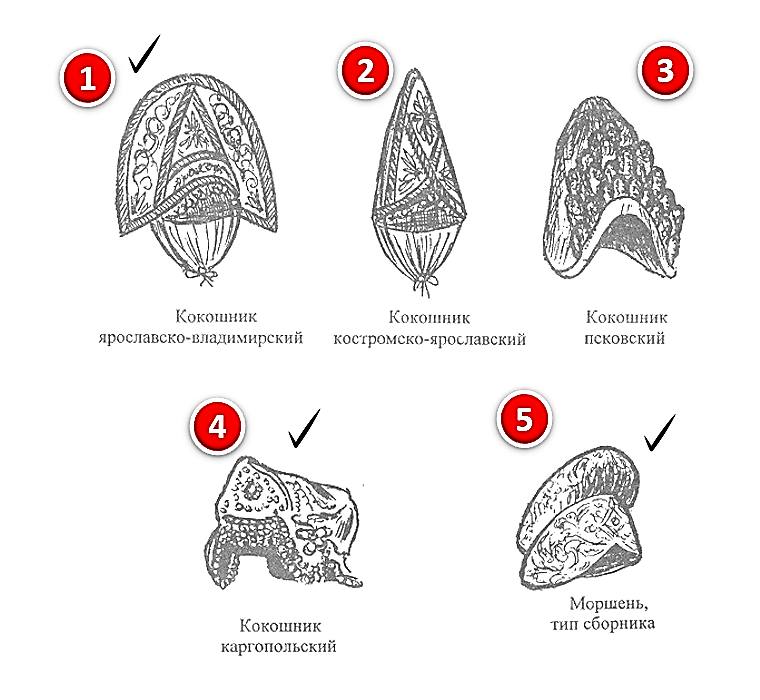 1
2
3
Кокошник
ярославско-владимирский
Кокошник
костромско-ярославский
Кокошник
псковский
4
5
Кокошник
каргопольский
Моршень,
тип сборника